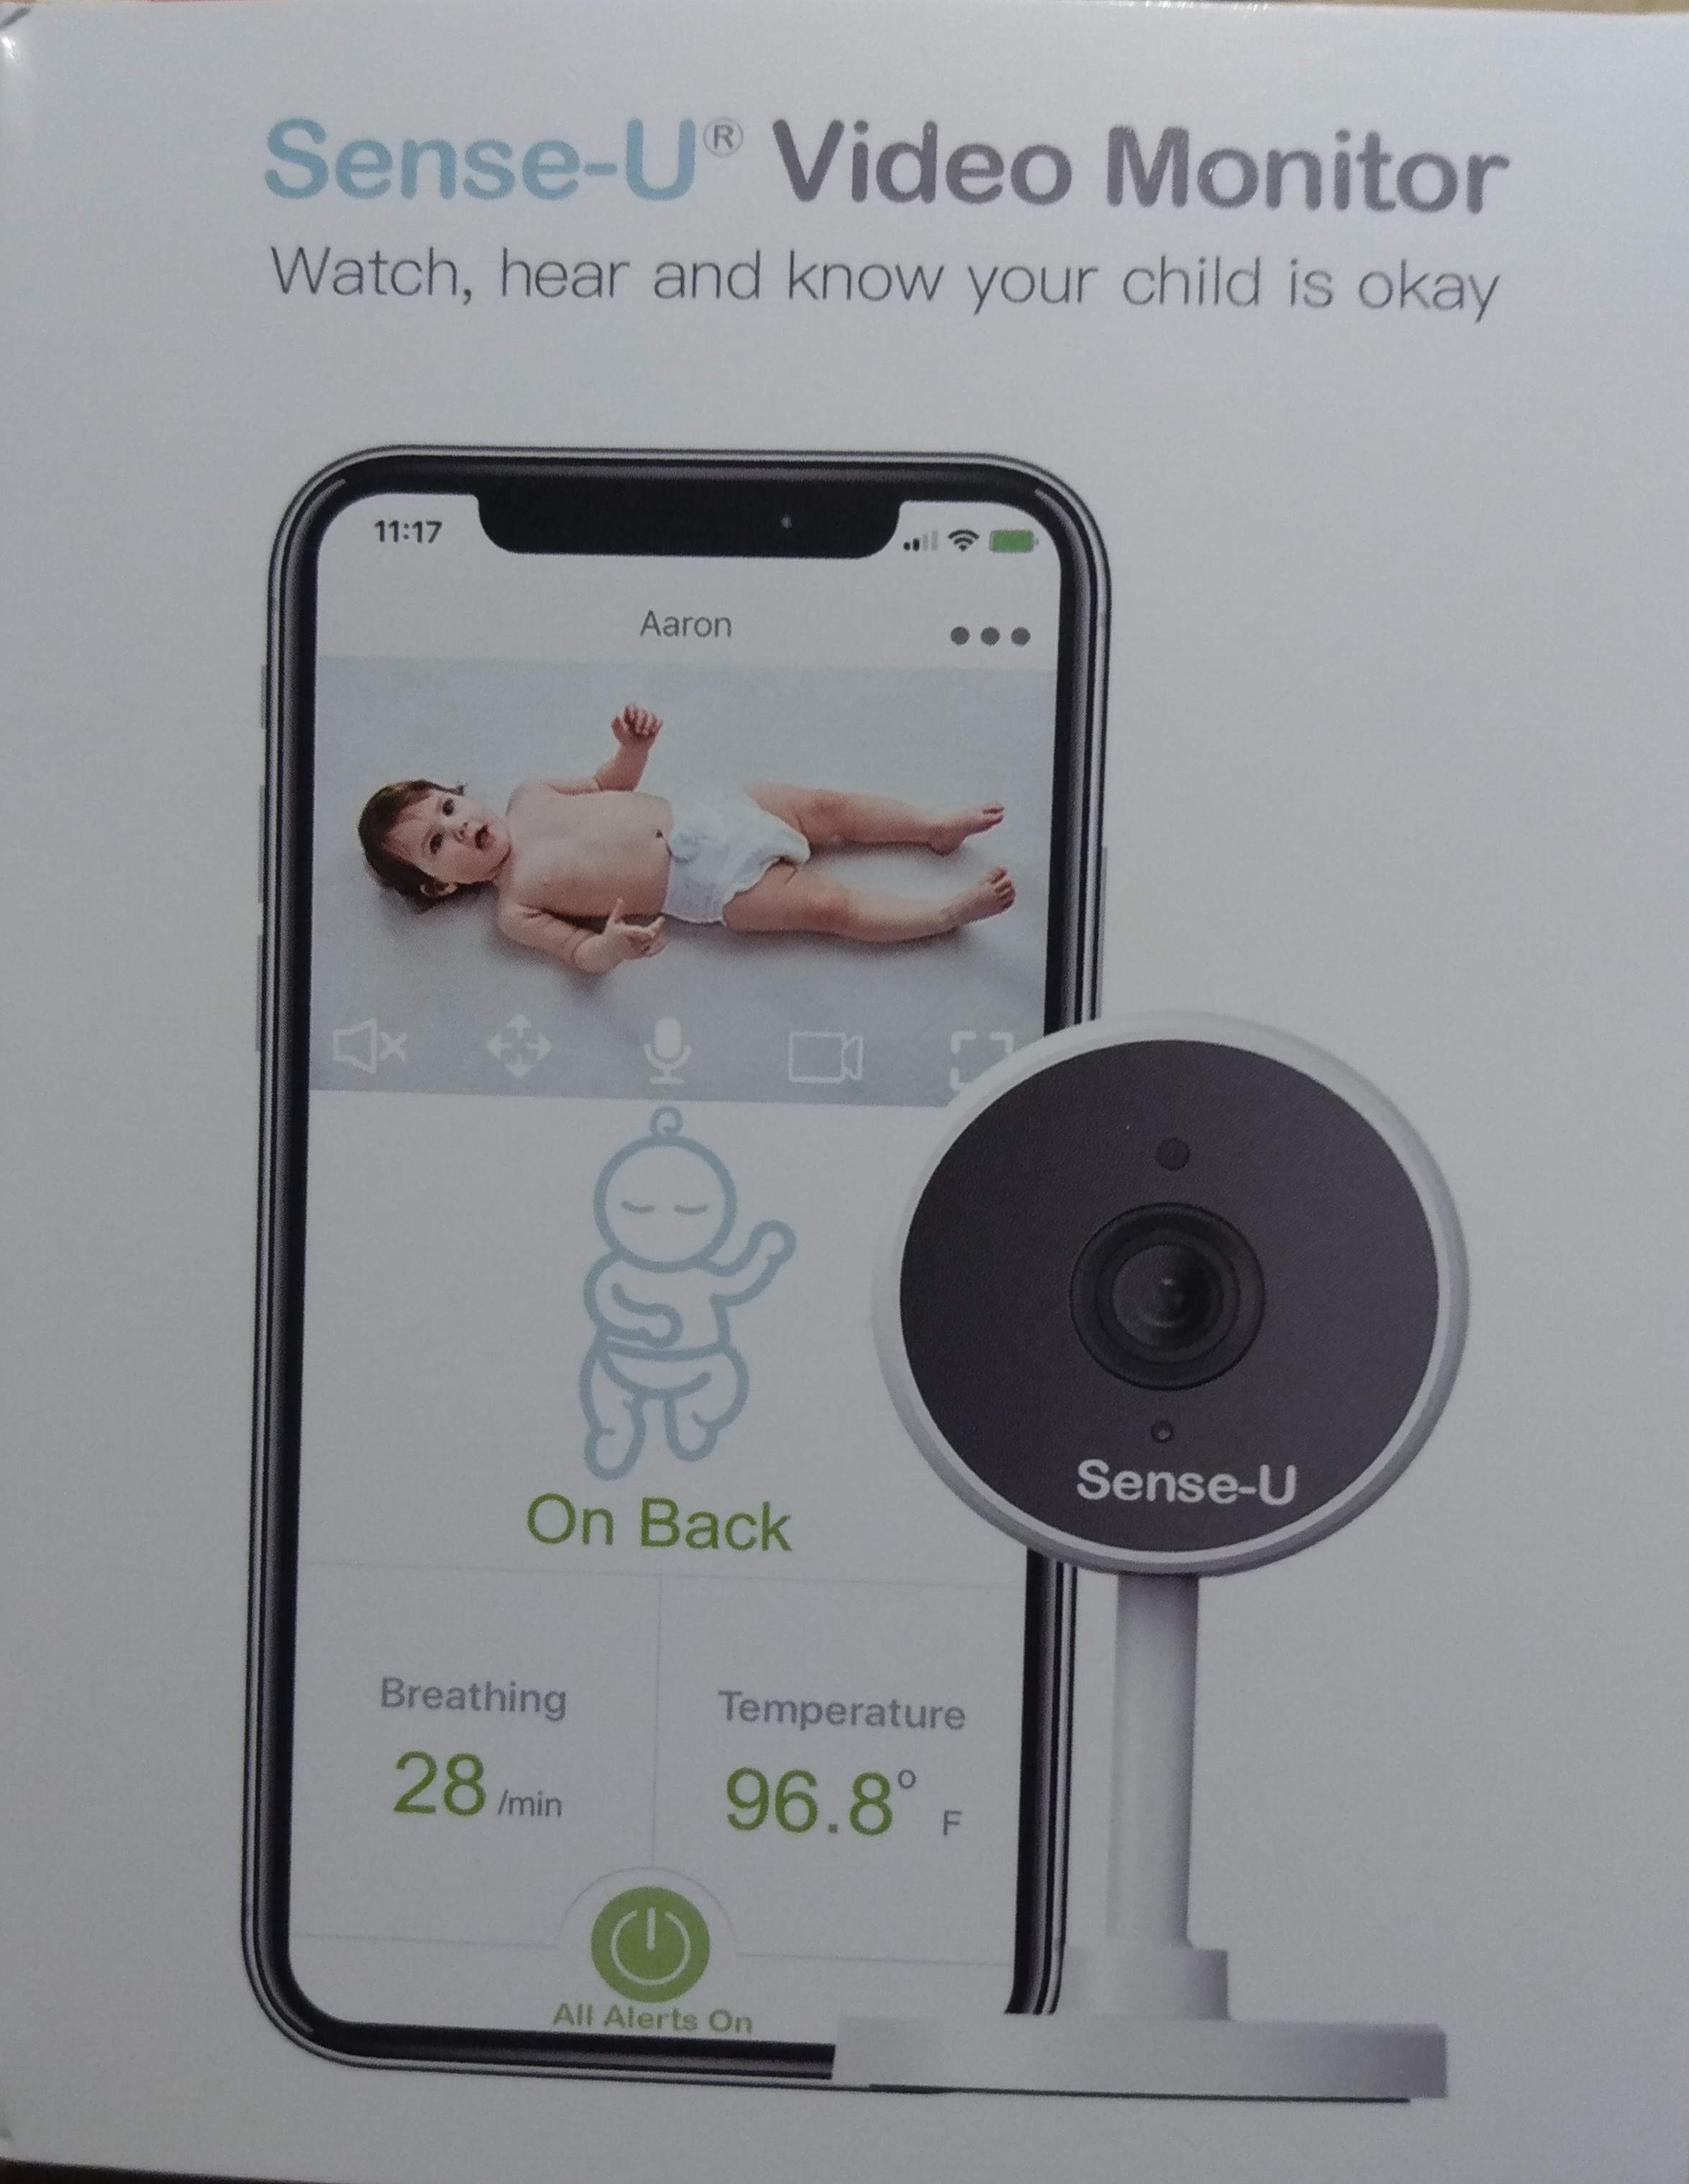 Sense-U® Video Monitor
Watch, hear and know your child is okay
11:17
Aaron
Sense-U
On Back
Breathing
28 /min
Temperature
96.8° F
All Alerts On